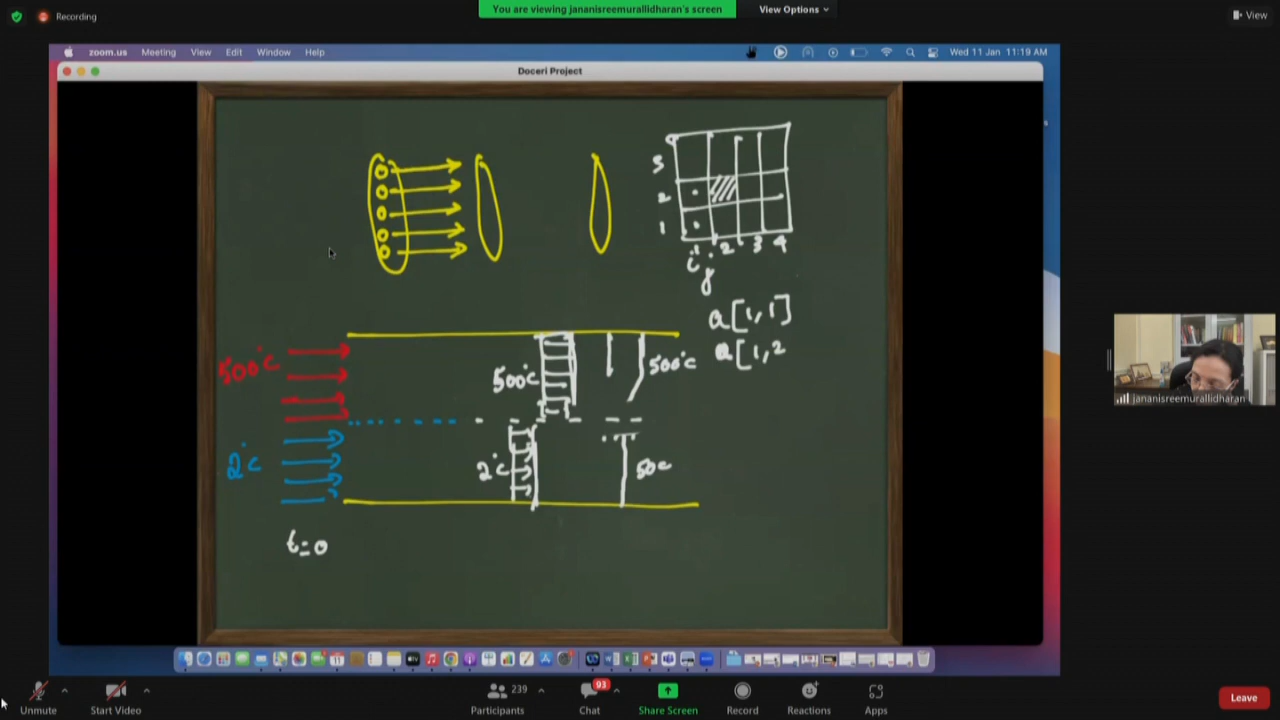 Recording
You are viewing jananisreemurallidharan's screen
View Options
View
zoom.us Meeting View Edit Window Help
Wed 11 Jan 11:19 AM
Doceri Project
3
2
1
1 2 3 4
i
j
a[1,1]
a[1,2
500°C
500°C
500°C
2°C
2°C
50c
t=0
jananisreemurallidharan
Unmute
Start Video
239
Participants
93
Chat
Share Screen
Record
Reactions
Apps
Leave